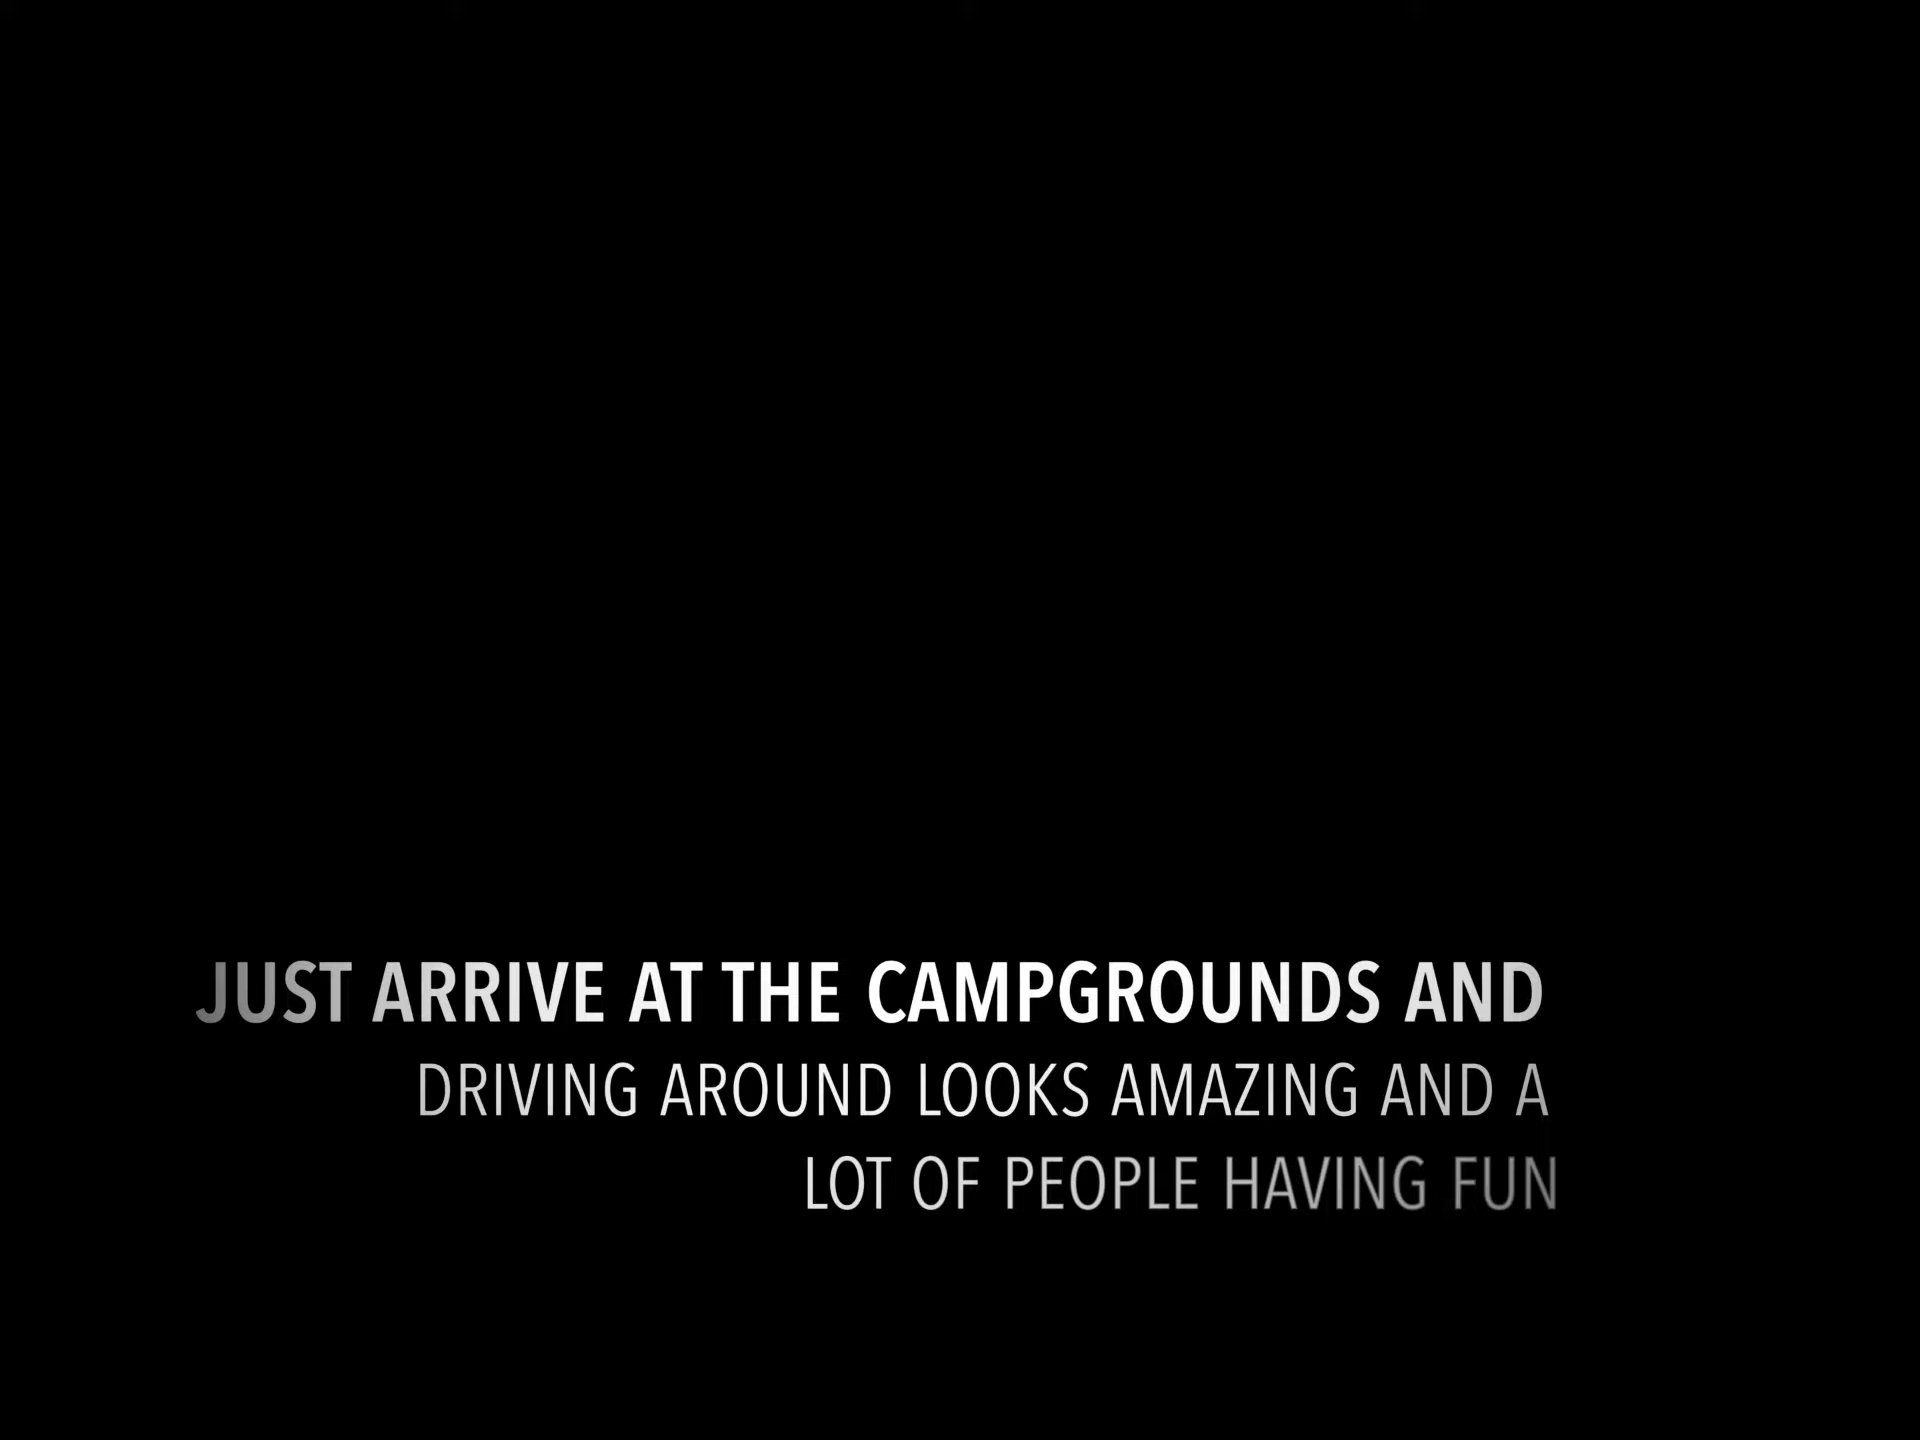 JUST ARRIVE AT THE CAMPGROUNDS AND
DRIVING AROUND LOOKS AMAZING AND A
LOT OF PEOPLE HAVING FUN